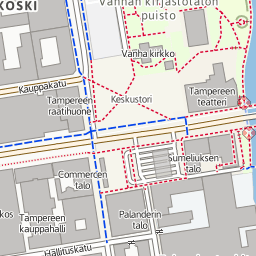 KOSKI
Vanhan kirjastotalon
puisto
Vanha kirkko
Kauppakatu
Keskustori
Tampereen
raatihuone
Tampereen
teatteri
Commercen
talo
Sumeliuksen
talo
Tampereen
kauppahalli
Palanderin
talo
Hallituskatu